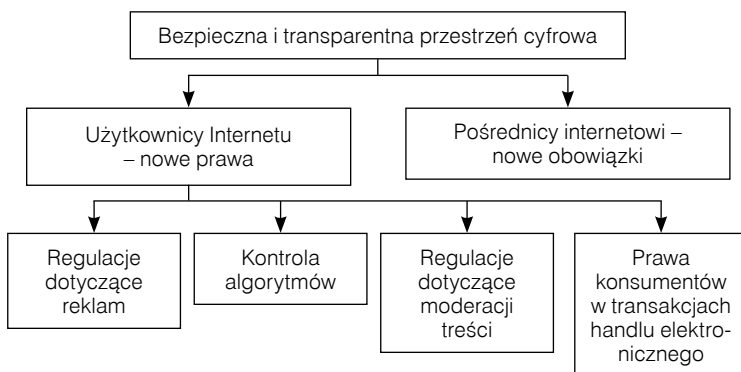 Bezpieczna i transparentna przestrzeń cyfrowa
Użytkownicy Internetu
– nowe prawa
Pośrednicy internetowi –
nowe obowiązki
Regulacje
dotyczące
reklam
Kontrola
algorytmów
Regulacje
dotyczące
moderacji
treści
Prawa
konsumentów
w transakcjach
handlu elektro-
nicznego